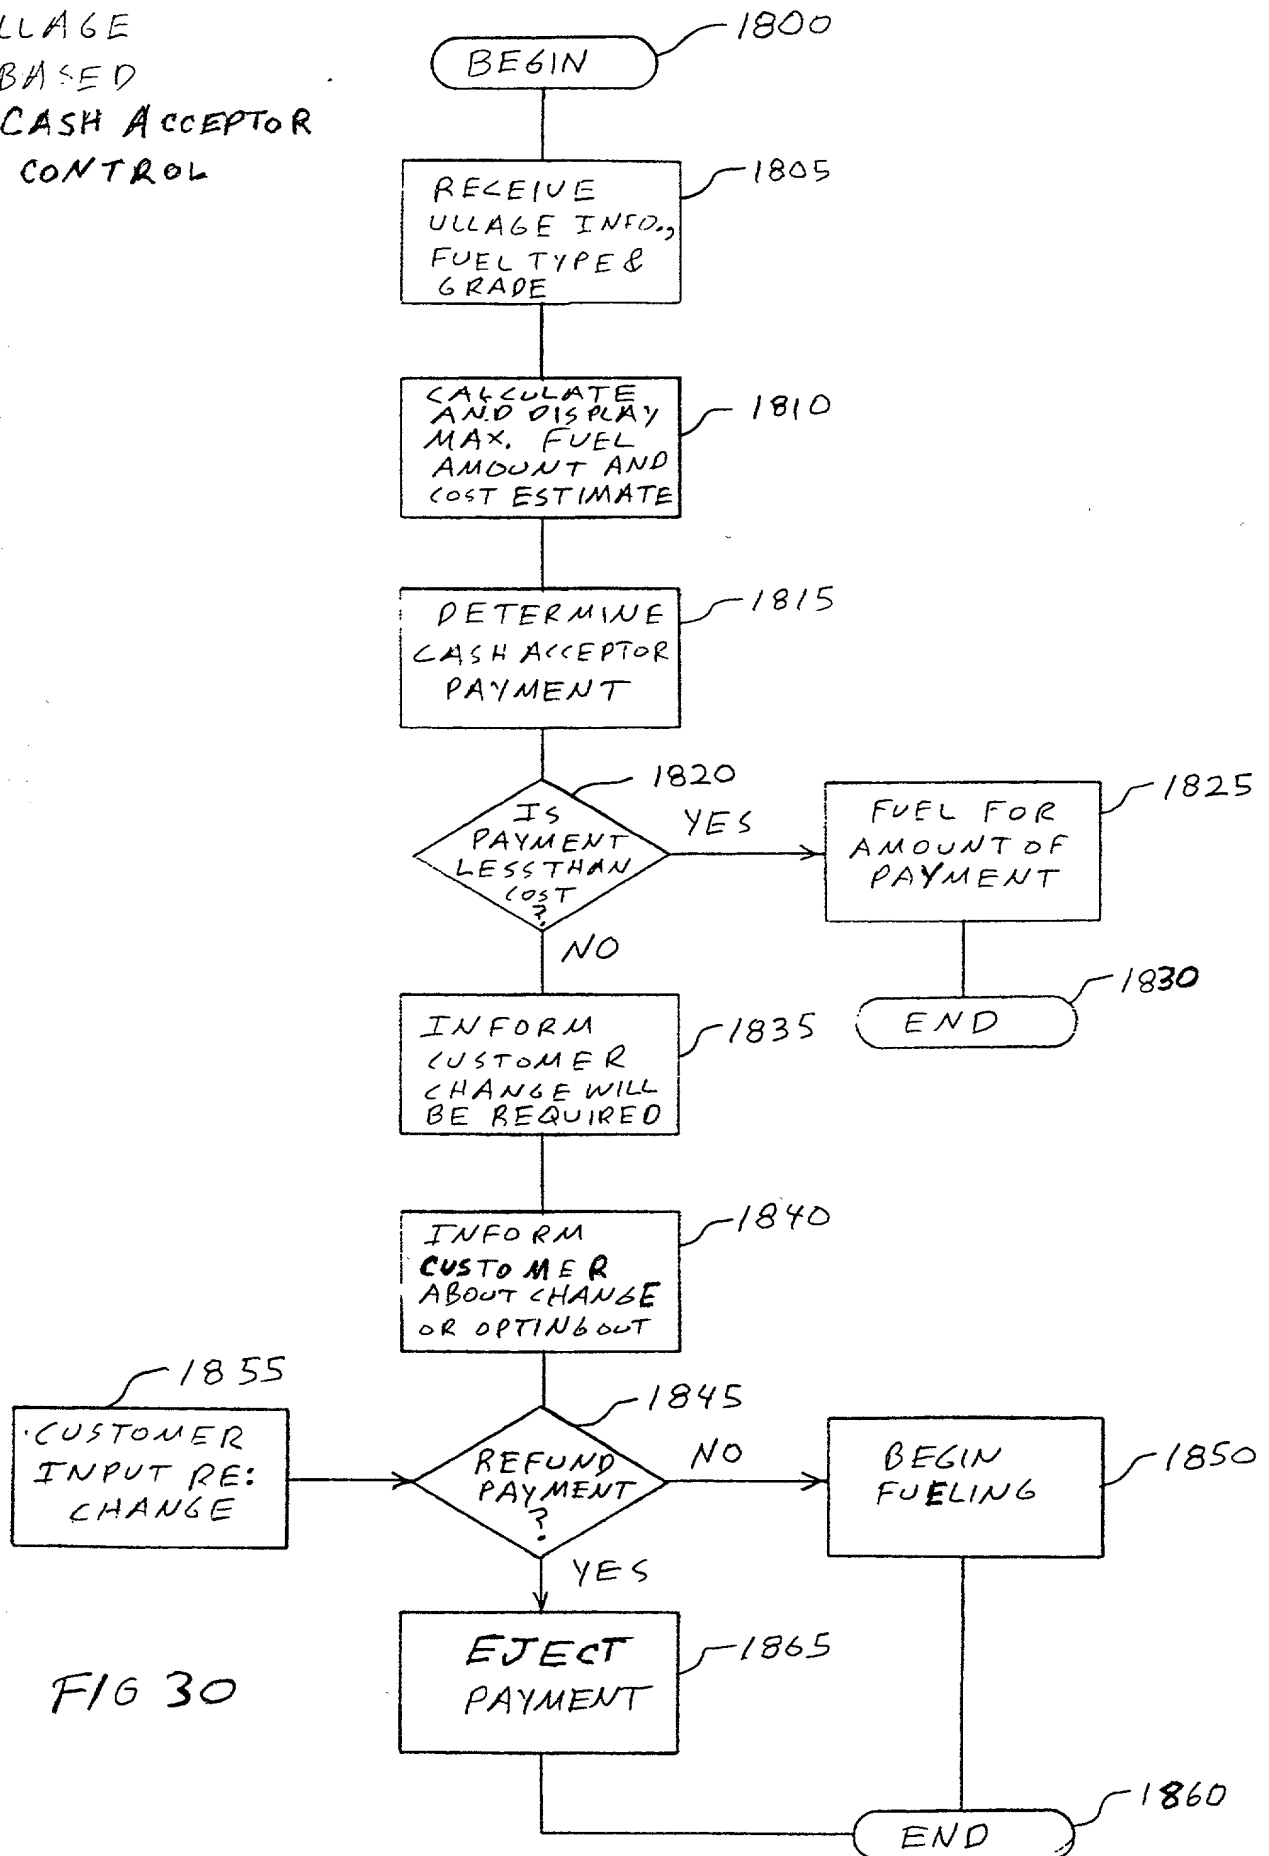 LLAGE
BASED
CASH ACCEPTOR
CONTROL
BEGIN
1800
RECEIVE
ULLAGE INFO.,
FUEL TYPE &
GRADE
1805
CALCULATE
AND DISPLAY
MAX. FUEL
AMOUNT AND
COST ESTIMATE
1810
DETERMINE
CASH ACCEPTOR
PAYMENT
1815
IS
PAYMENT
LESS THAN
COST
?
1820
YES
FUEL FOR
AMOUNT OF
PAYMENT
1825
END
1830
NO
INFORM
CUSTOMER
CHANGE WILL
BE REQUIRED
1835
INFORM
CUSTOMER
ABOUT CHANGE
OR OPTING OUT
1840
CUSTOMER
INPUT RE:
CHANGE
1855
REFUND
PAYMENT
?
1845
NO
BEGIN
FUELING
1850
YES
EJECT
PAYMENT
1865
END
1860
FIG 30